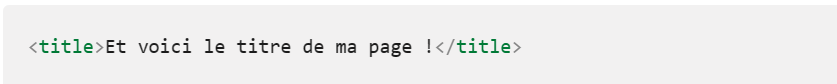 <title>Et voici le titre de ma page !</title>